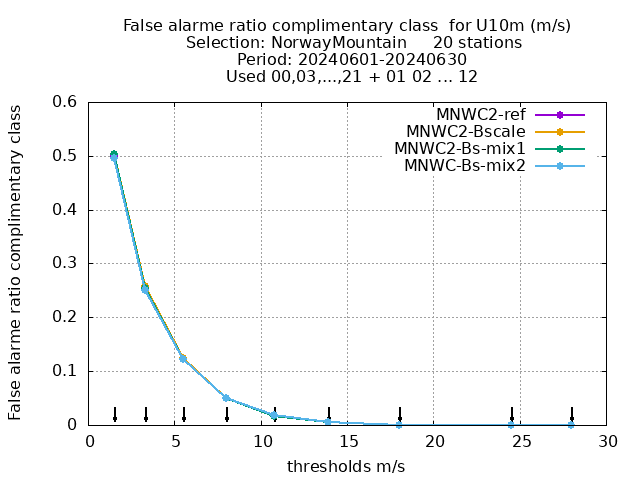 False alarme ratio complimentary class  for U10m (m/s)
Selection: NorwayMountain     20 stations
Period: 20240601-20240630
Used 00,03,...,21 + 01 02 ... 12
False alarme ratio complimentary class
0.6
0.5
0.4
0.3
0.2
0.1
0
MNWC2-ref
MNWC2-Bscale
MNWC2-Bs-mix1
MNWC-Bs-mix2
0 5 10 15 20 25 30
thresholds m/s